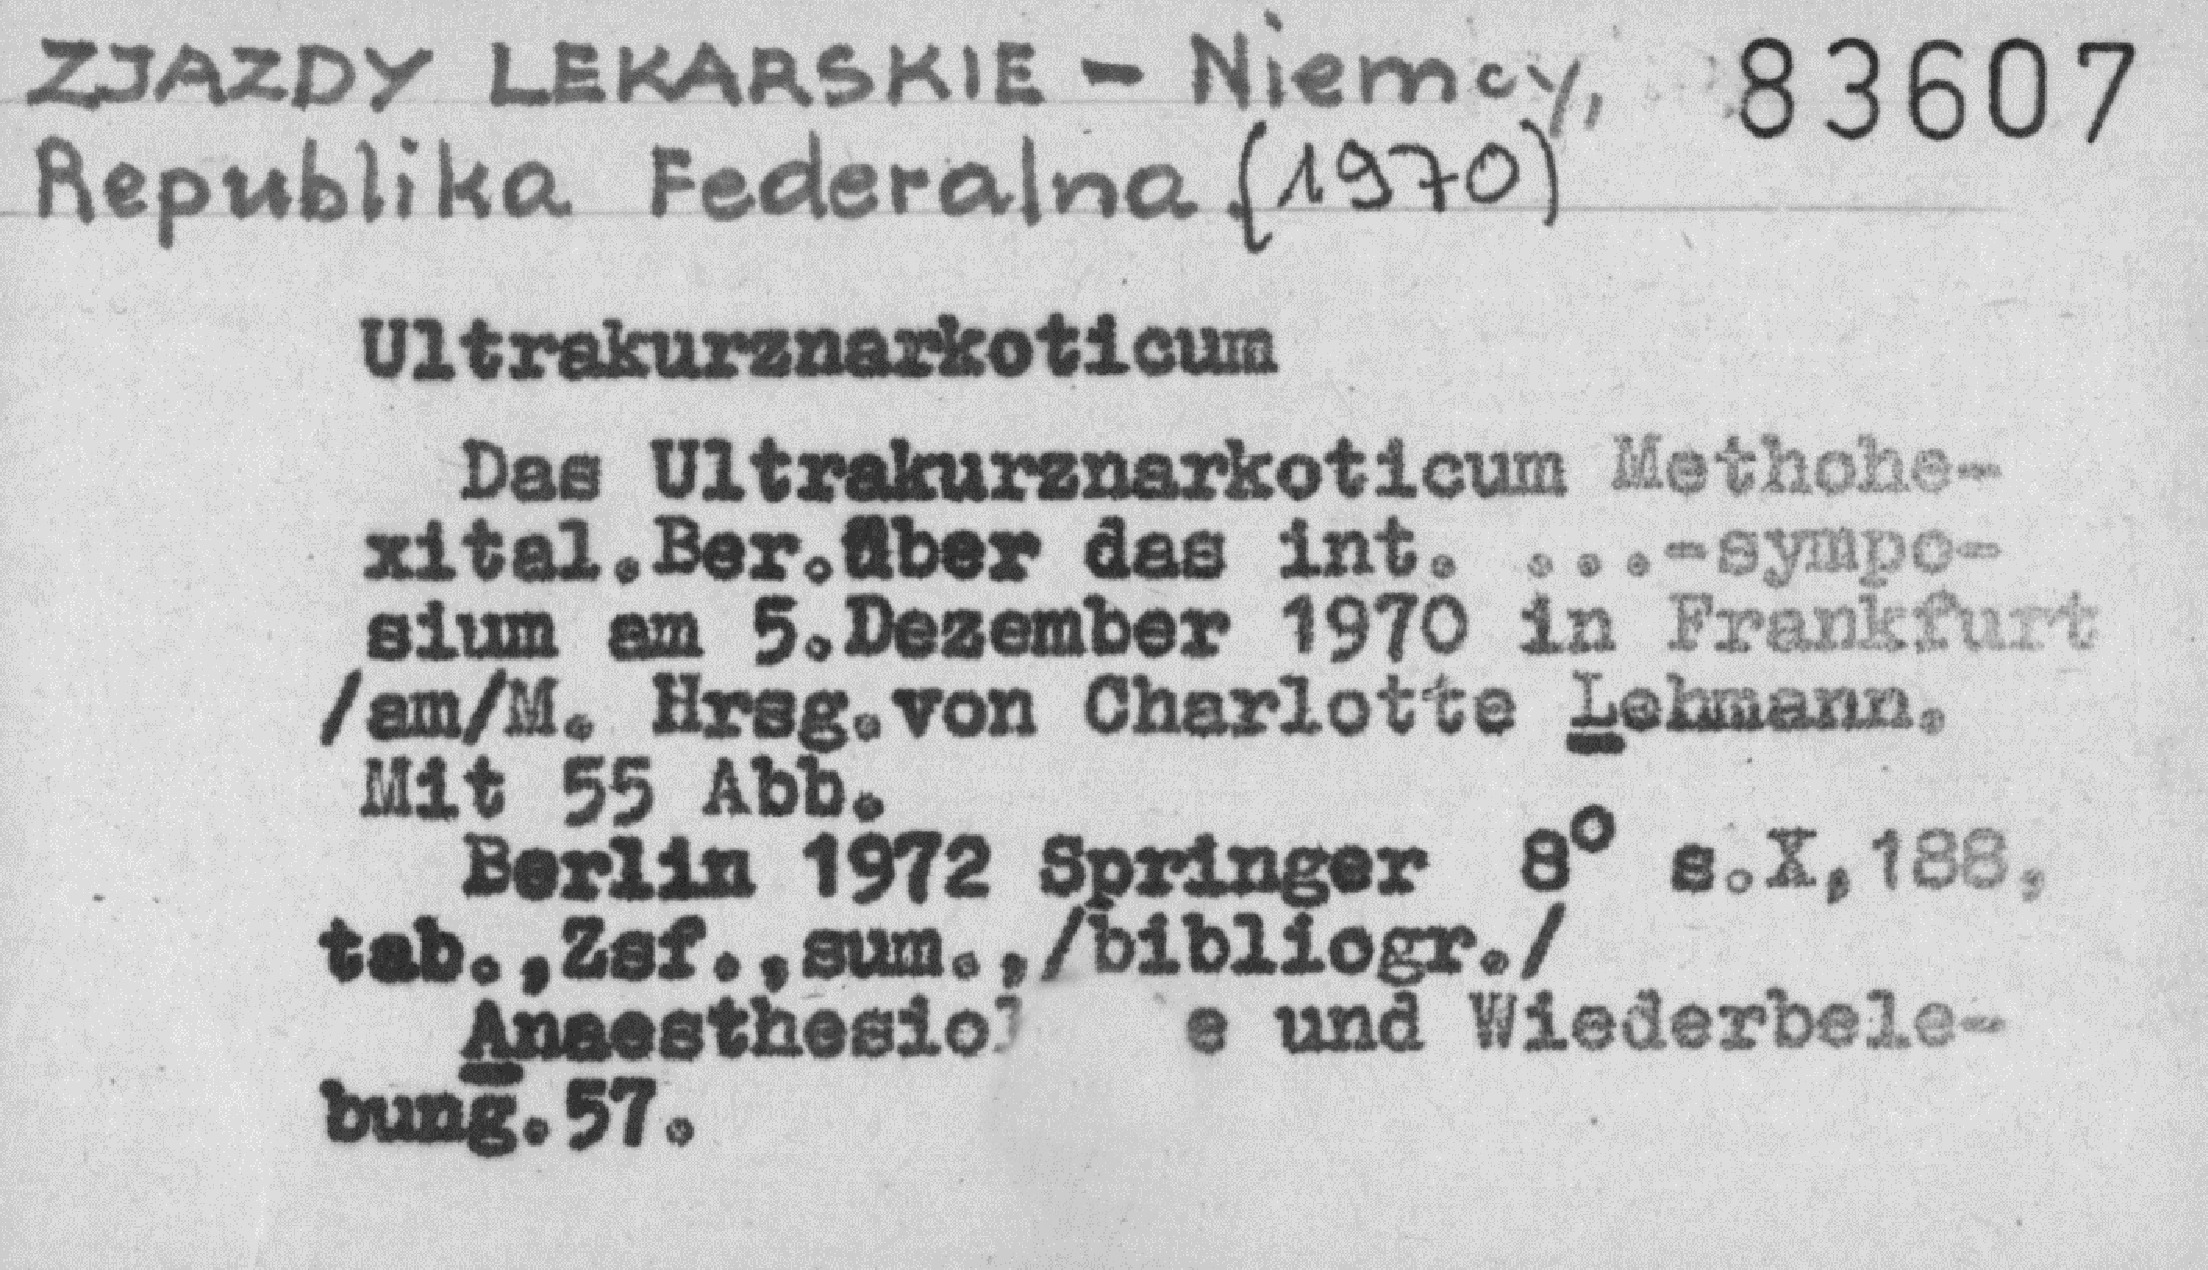 ZJAZDY LEKARSKIE - Niemcy, 83607
Republika Federalna (1970)
Ultrakurznarkoticum
Das Ultrakurznarkoticum Methohe-
xital.Ber.über das int. ...-sympo-
sium am 5.Dezember 1970 in Frankfurt
/am/M. Hrsg.von Charlotte Lehmann.
Mit 55 Abb.
Berlin 1972 Springer 8° s.X,188,
tab.,Zsf.,sum.,/bibliogr./
Anaesthesiol e und Wiederbele-
bung.57.